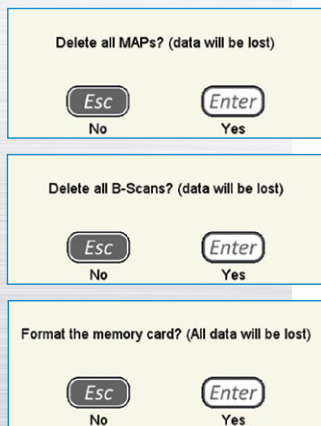 Delete all MAPs? (data will be lost)
Esc Enter
No Yes
Delete all B-Scans? (data will be lost)
Esc Enter
No Yes
Format the memory card? (All data will be lost)
Esc Enter
No Yes